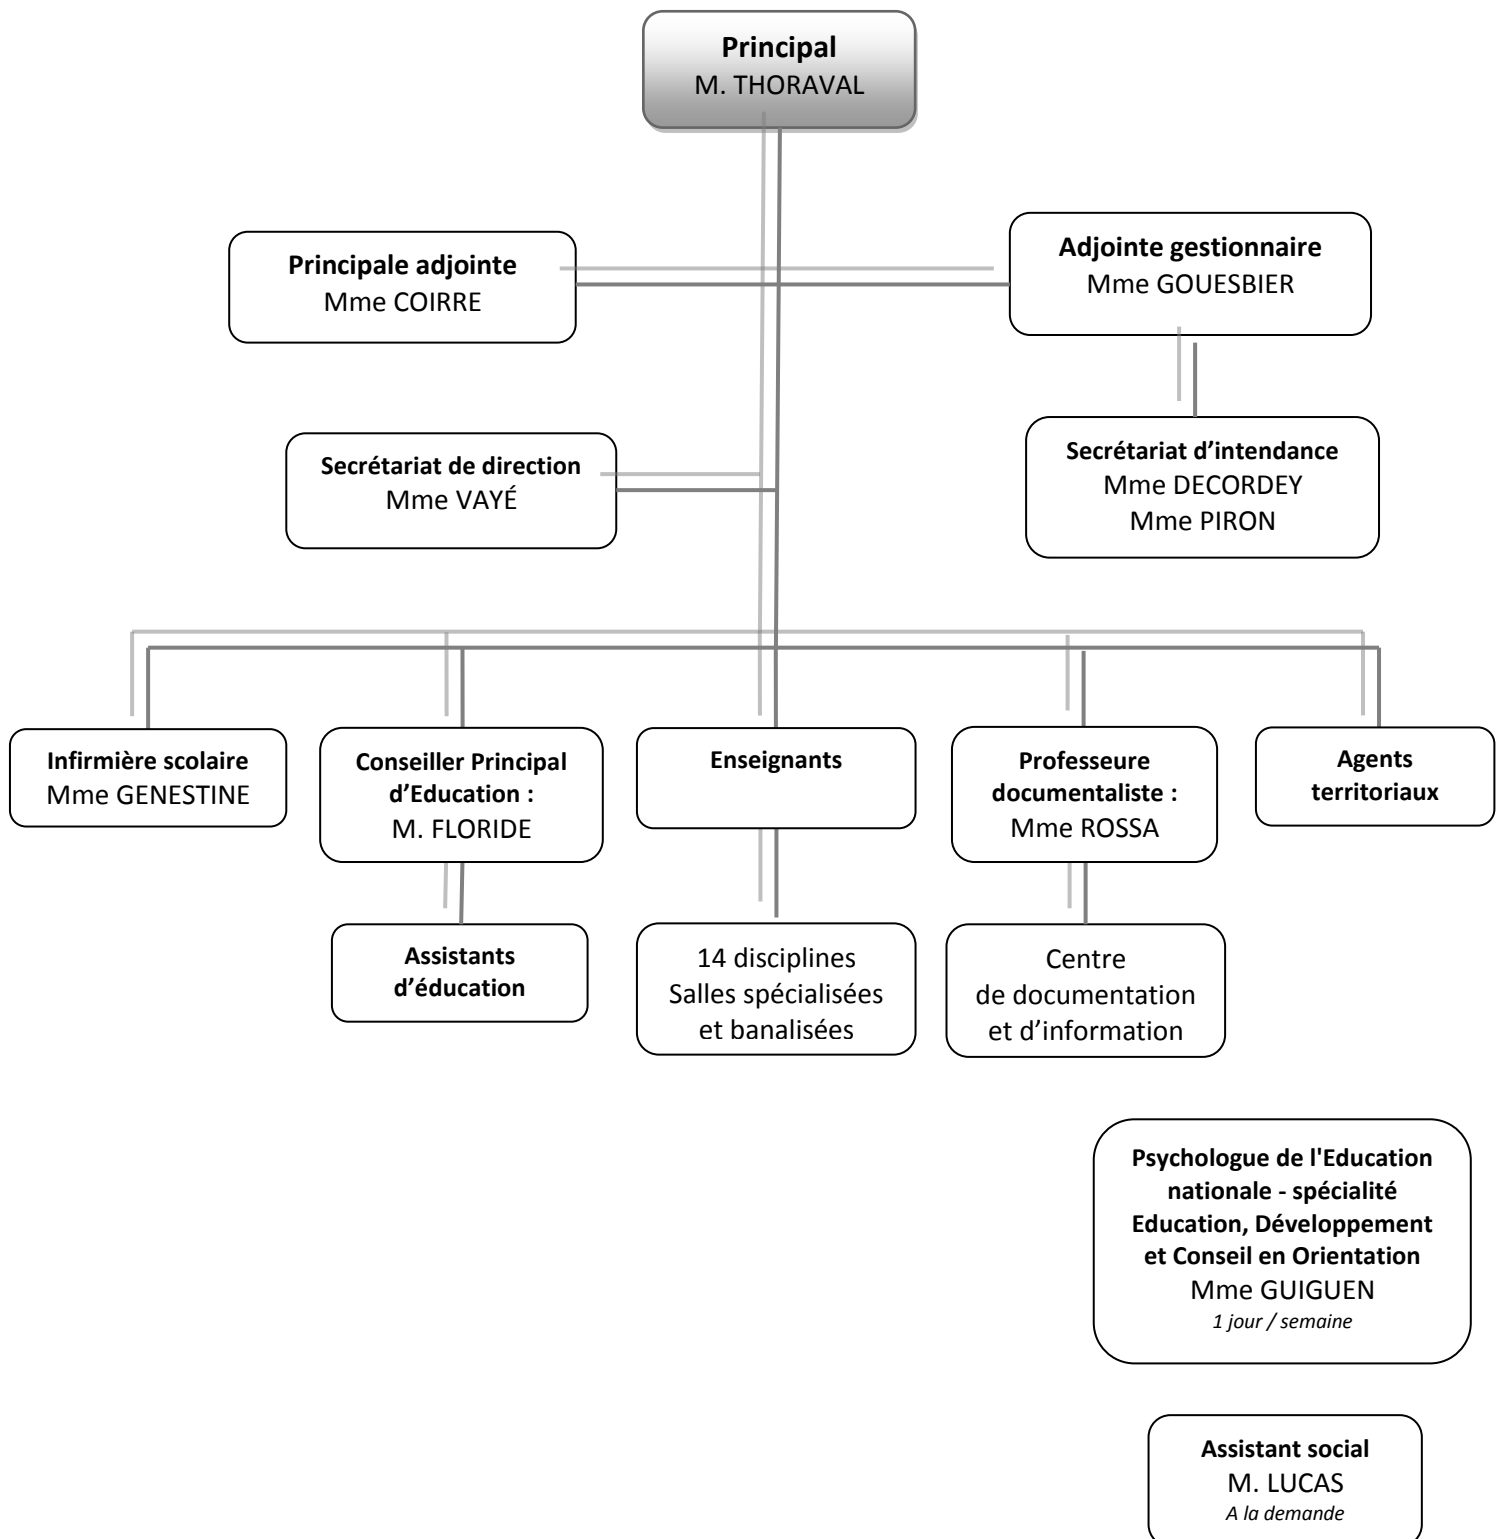 Principal
M. THORAVAL
Principale adjointe
Mme COIRRE
Adjointe gestionnaire
Mme GOUESBIER
Secrétariat de direction
Mme VAYÉ
Secrétariat d’intendance
Mme DECORDEY
Mme PIRON
Infirmière scolaire
Mme GENESTINE
Conseiller Principal
d’Education :
M. FLORIDE
Enseignants
Professeure
documentaliste :
Mme ROSSA
Agents
territoriaux
Assistants
d’éducation
14 disciplines
Salles spécialisées
et banalisées
Centre
de documentation
et d’information
Psychologue de l'Education
nationale - spécialité
Education, Développement
et Conseil en Orientation
Mme GUIGUEN
1 jour / semaine
Assistant social
M. LUCAS
A la demande